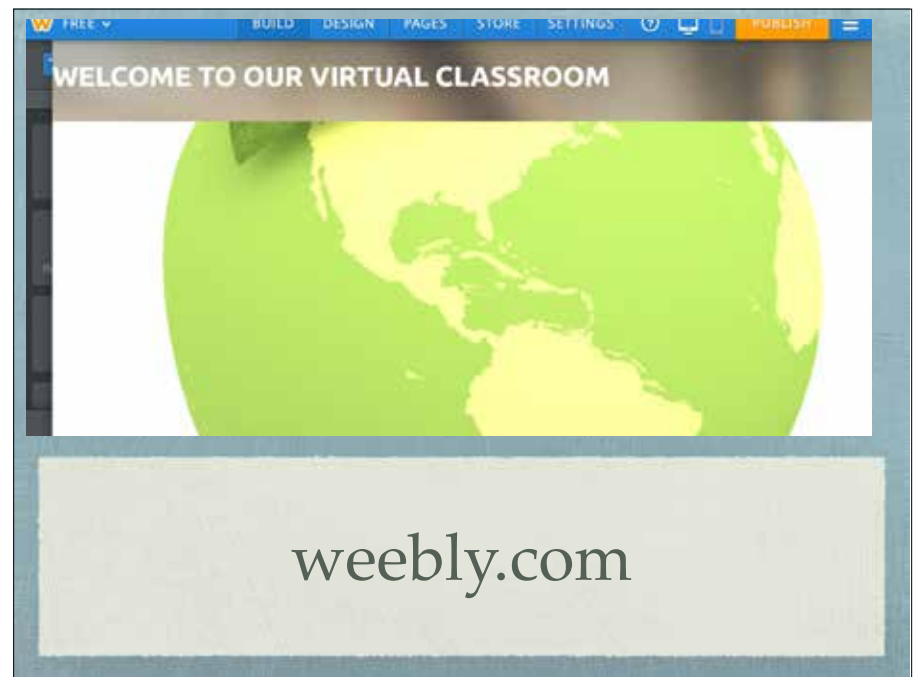 W FREE BUILD DESIGN PAGES STORE SETTINGS ? PUBLISH
WELCOME TO OUR VIRTUAL CLASSROOM
weebly.com